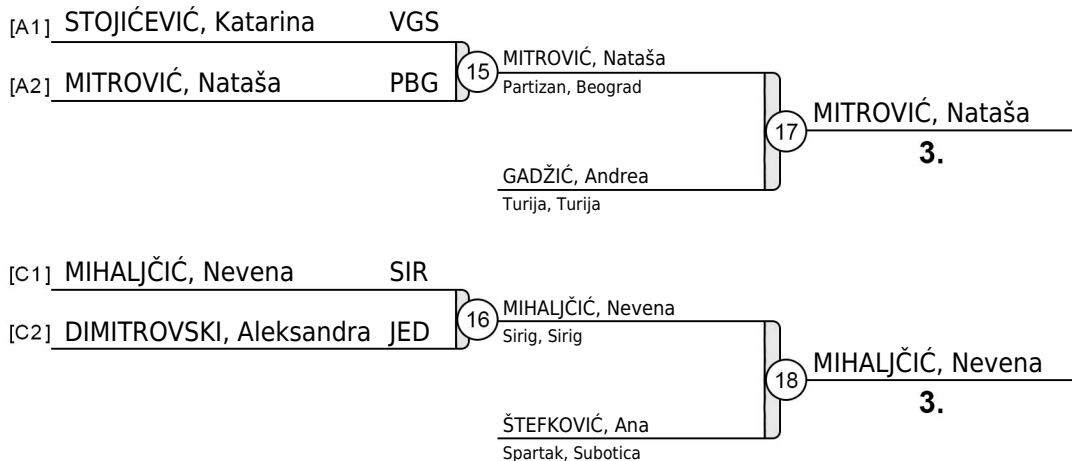 [A1] STOJIĆEVIĆ, Katarina VGS
[A2] MITROVIĆ, Nataša PBG
15
MITROVIĆ, Nataša
Partizan, Beograd
17
MITROVIĆ, Nataša
3.
GADŽIĆ, Andrea
Turija, Turija
[C1] MIHALJČIĆ, Nevena SIR
[C2] DIMITROVSKI, Aleksandra JED
16
MIHALJČIĆ, Nevena
Sirig, Sirig
18
MIHALJČIĆ, Nevena
3.
ŠTEFKOVIĆ, Ana
Spartak, Subotica